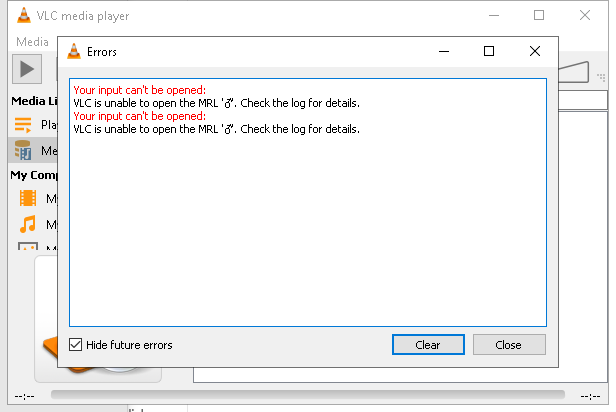 VLC media player
Media
Errors
Your input can't be opened:
VLC is unable to open the MRL '♂'. Check the log for details.
Your input can't be opened:
VLC is unable to open the MRL '♂'. Check the log for details.
Media Li
Pla
Me
My Comp
My
My
Hide future errors
Clear
Close
--:--
--:--